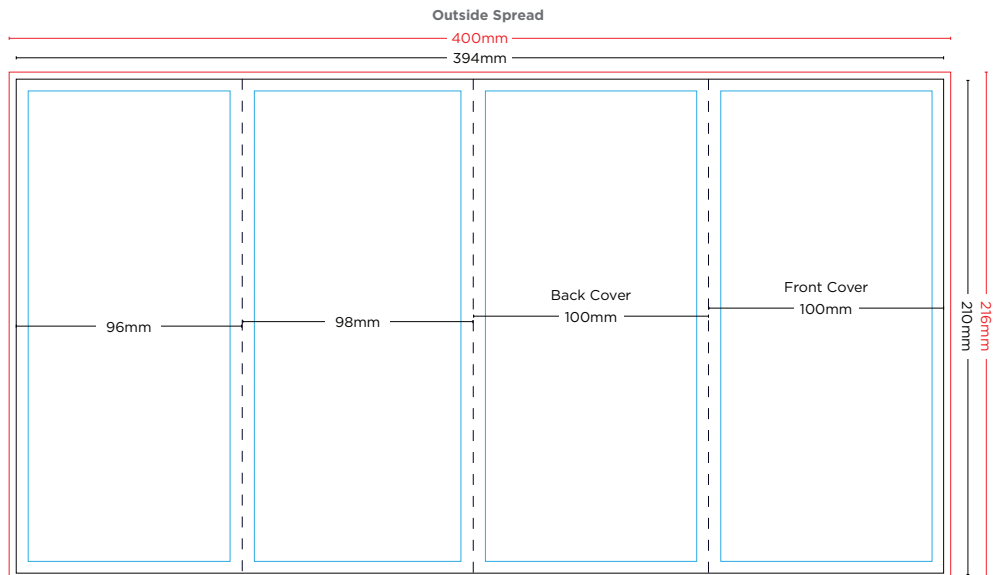 Outside Spread
400mm
394mm
96mm
98mm
Back Cover
100mm
Front Cover
100mm
210mm
216mm